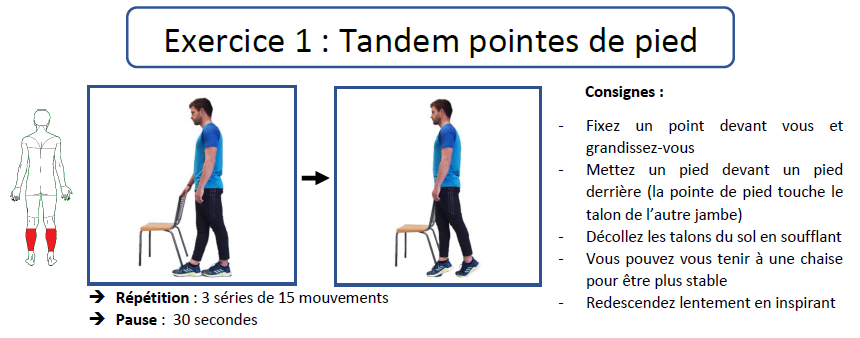 Exercice 1 : Tandem pointes de pied
Consignes :
- Fixez un point devant vous et
grandissez-vous
- Mettez un pied devant un pied
derrière (la pointe de pied touche le
talon de l’autre jambe)
- Décollez les talons du sol en soufflant
- Vous pouvez vous tenir à une chaise
pour être plus stable
- Redescendez lentement en inspirant
➔ Répétition : 3 séries de 15 mouvements
➔ Pause : 30 secondes